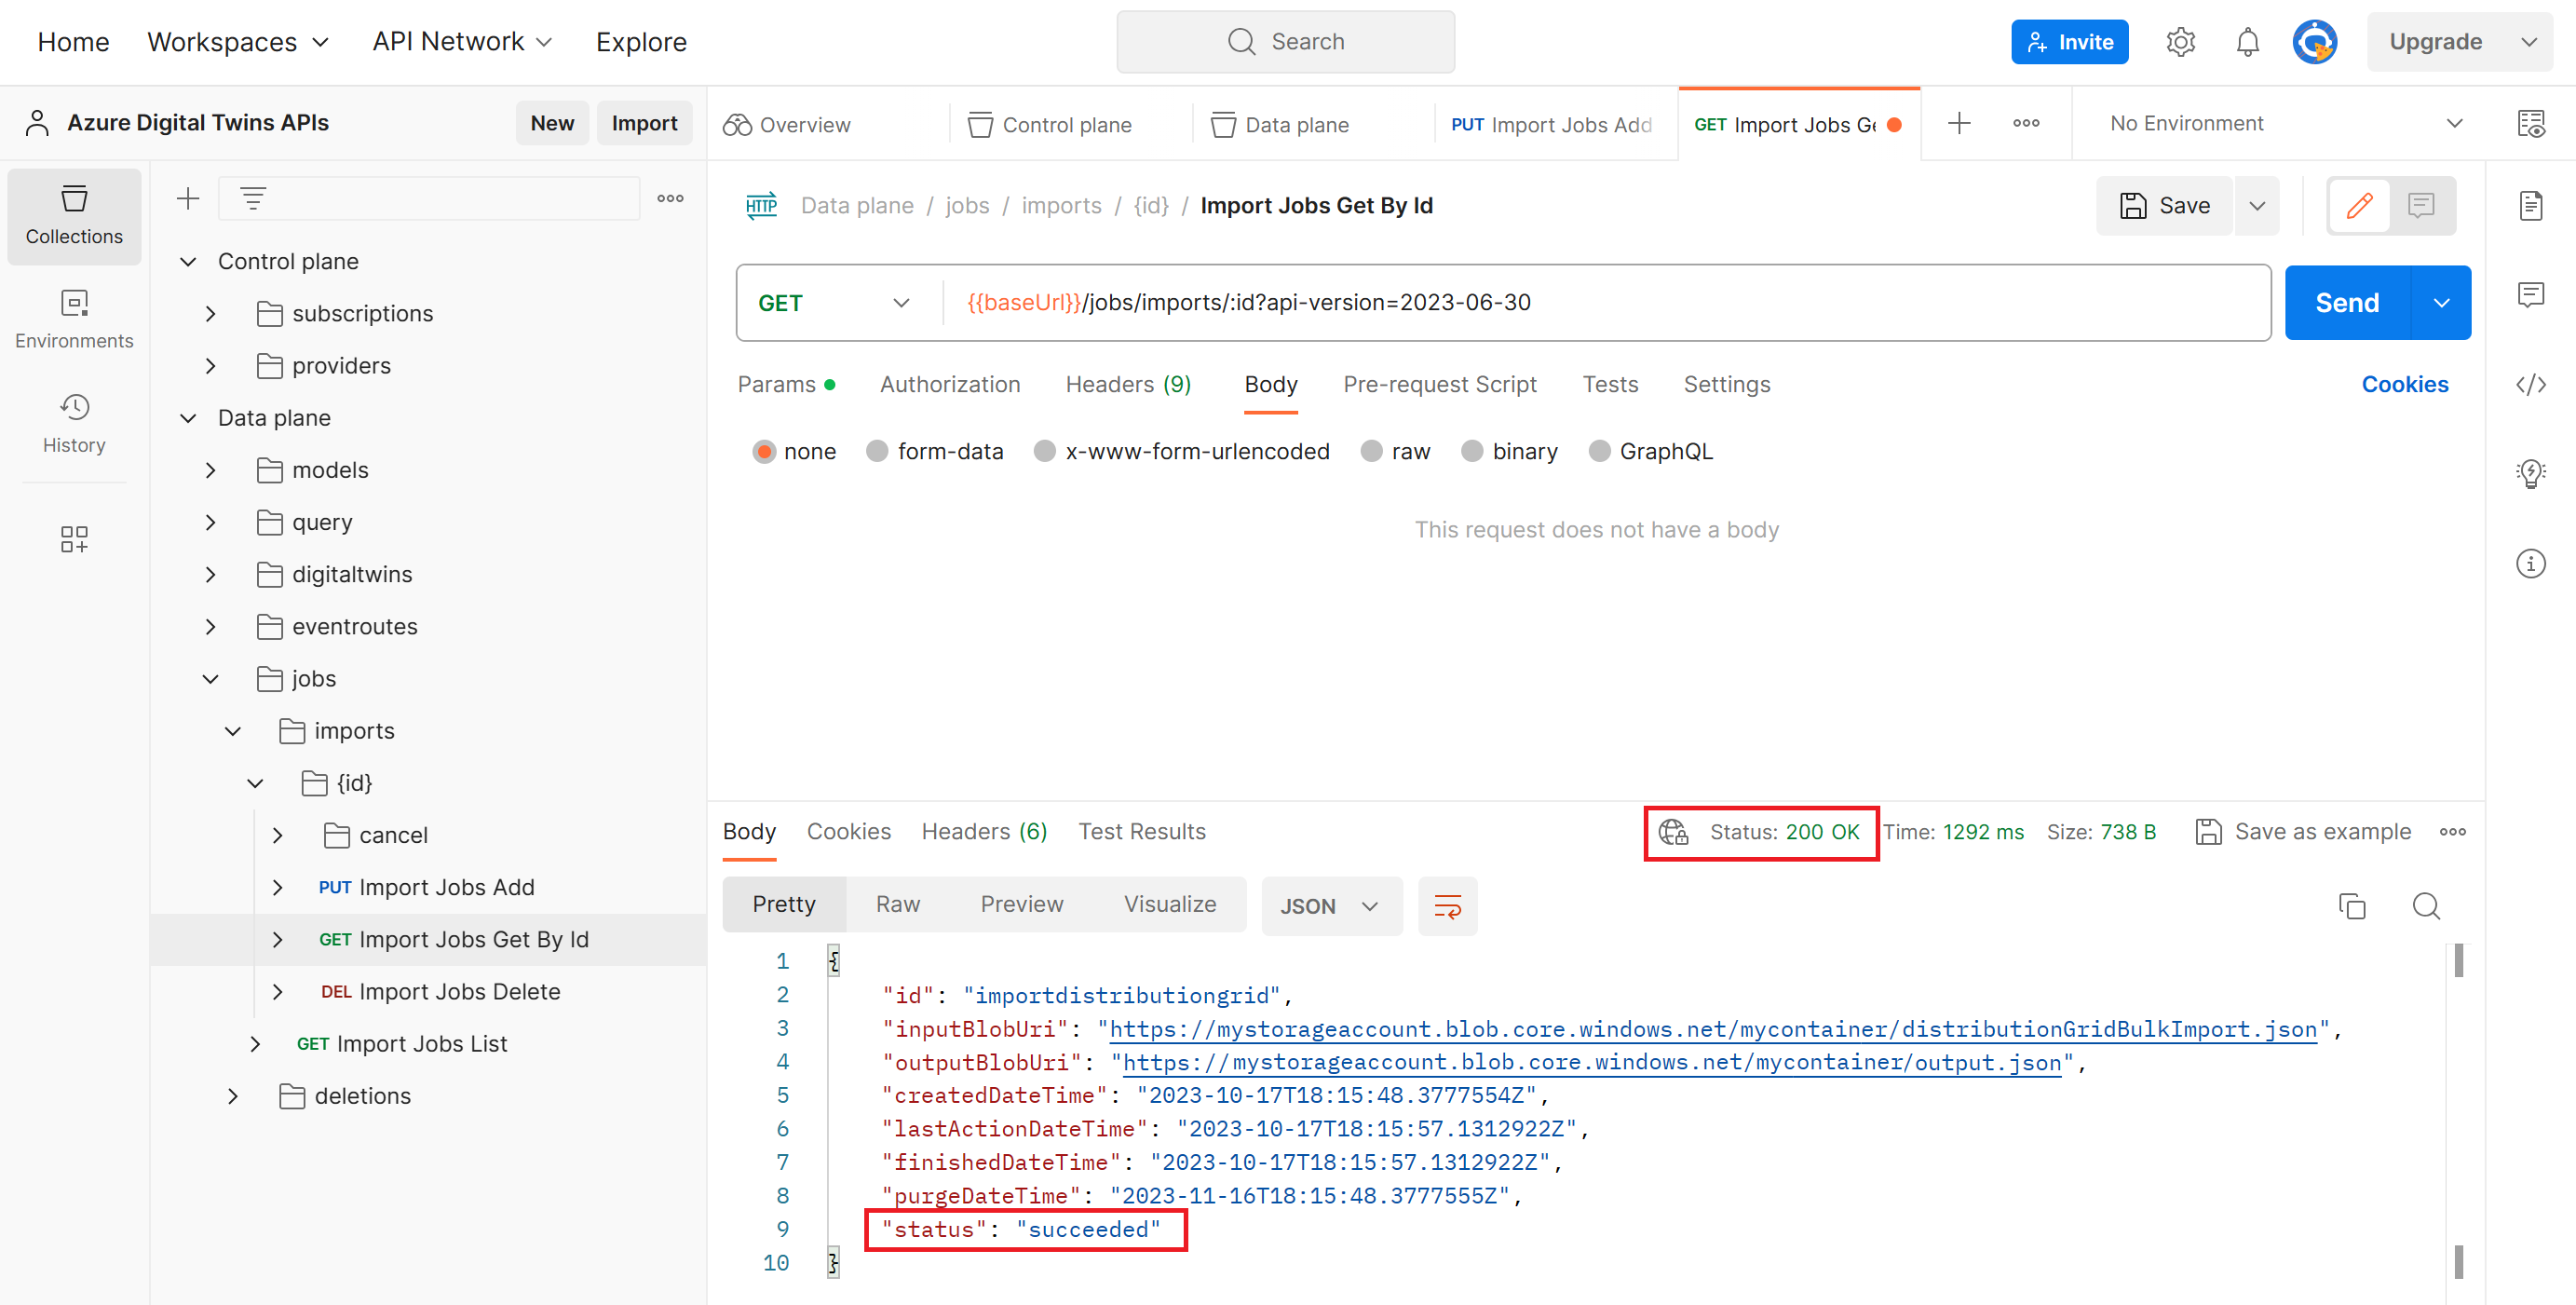 Home Workspaces API Network Explore Search Invite Upgrade
Azure Digital Twins APIs New Import Overview Control plane Data plane PUT Import Jobs Add GET Import Jobs Ge No Environment
Collections
Environments
History
Control plane
subscriptions
providers
Data plane
models
query
digitaltwins
eventroutes
jobs
imports
{id}
cancel
PUT Import Jobs Add
GET Import Jobs Get By Id
DEL Import Jobs Delete
GET Import Jobs List
deletions
HTTP Data plane / jobs / imports / {id} / Import Jobs Get By Id Save
GET {{baseUrl}}/jobs/imports/:id?api-version=2023-06-30 Send
Params Authorization Headers (9) Body Pre-request Script Tests Settings Cookies
none form-data x-www-form-urlencoded raw binary GraphQL
This request does not have a body
Body Cookies Headers (6) Test Results Status: 200 OK Time: 1292 ms Size: 738 B Save as example
Pretty Raw Preview Visualize JSON
1 {
2 "id": "importdistributiongrid",
3 "inputBlobUri": "https://mystorageaccount.blob.core.windows.net/mycontainer/distributionGridBulkImport.json",
4 "outputBlobUri": "https://mystorageaccount.blob.core.windows.net/mycontainer/output.json",
5 "createdDateTime": "2023-10-17T18:15:48.3777554Z",
6 "lastActionDateTime": "2023-10-17T18:15:57.1312922Z",
7 "finishedDateTime": "2023-10-17T18:15:57.1312922Z",
8 "purgeDateTime": "2023-11-16T18:15:48.3777555Z",
9 "status": "succeeded"
10 }